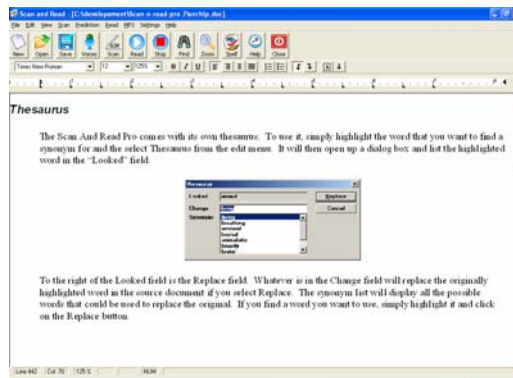 Scan and Read - [C:\developement\Scan n-read pro 7\userhlp.doc]
File Edit View Scan Prediction Read MP3 Settings Help
New Open Save Voices Scan Read Stop Find Zoom Spell Help Close
Times New Roman 12 125% B I U
Thesaurus
The Scan And Read Pro comes with its own thesaurus. To use it, simply highlight the word that you want to find a
synonym for and the select Thesaurus from the edit menu. It will then open up a dialog box and list the highlighted
word in the “Looked” field.
Thesaurus
Looked animal Replace
Change Cancel
Synonyms
breathing
bestial
animalistic
beastly
To the right of the Looked field is the Replace field. Whatever is in the Change field will replace the originally
highlighted word in the source document if you select Replace. The synonym list will display all the possible
words that could be used to replace the original. If you find a word you want to use, simply highlight it and click
on the Replace button.
Line 442 Col 70 125 % NUM